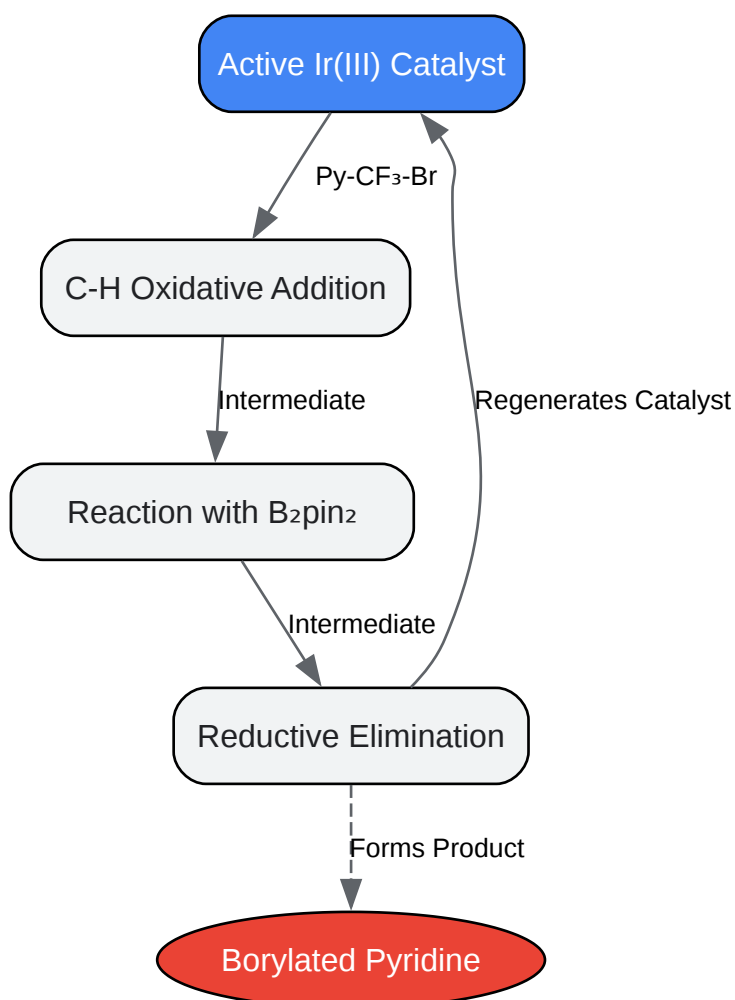 Active Ir(III) Catalyst
Py-CF₃-Br
C-H Oxidative Addition
Intermediate
Regenerates Catalyst
Reaction with B₂pin₂
Intermediate
Reductive Elimination
Forms Product
Borylated Pyridine